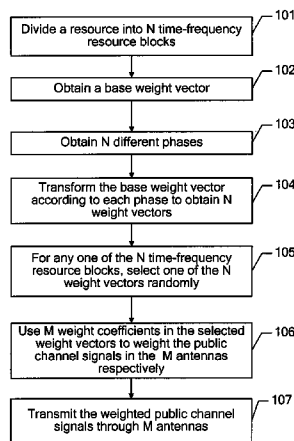 101
Divide a resource into N time-frequency
resource blocks
102
Obtain a base weight vector
103
Obtain N different phases
104
Transform the base weight vector
according to each phase to obtain N
weight vectors
105
For any one of the N time-frequency
resource blocks, select one of the N
weight vectors randomly
106
Use M weight coefficients in the selected
weight vectors to weight the public
channel signals in the M antennas
respectively
107
Transmit the weighted public channel
signals through M antennas